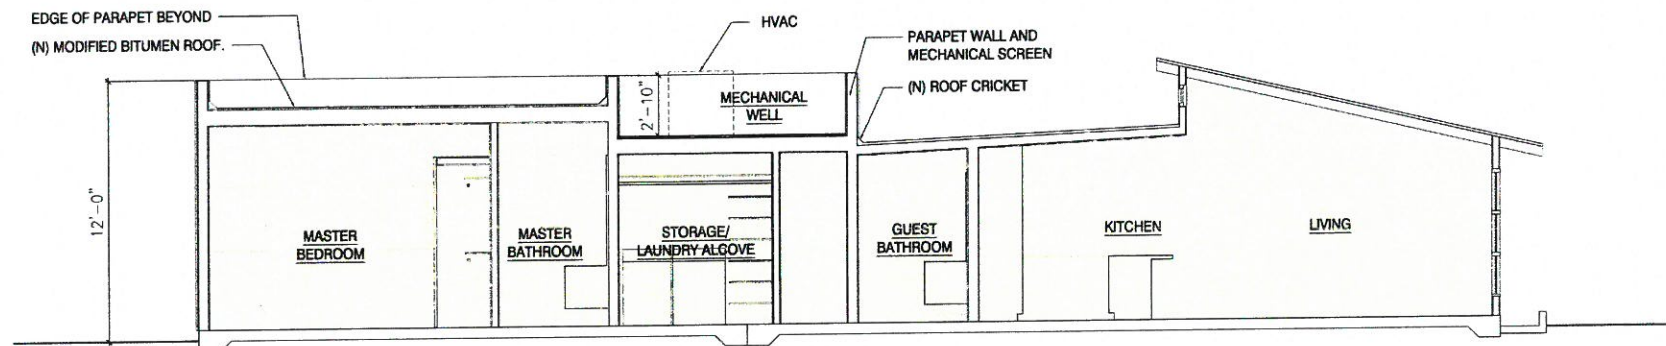 EDGE OF PARAPET BEYOND
(N) MODIFIED BITUMEN ROOF.
HVAC
PARAPET WALL AND
MECHANICAL SCREEN
(N) ROOF CRICKET
2'-10"
MECHANICAL
WELL
12'-0"
MASTER
BEDROOM
MASTER
BATHROOM
STORAGE/
LAUNDRY ALCOVE
GUEST
BATHROOM
KITCHEN
LIVING